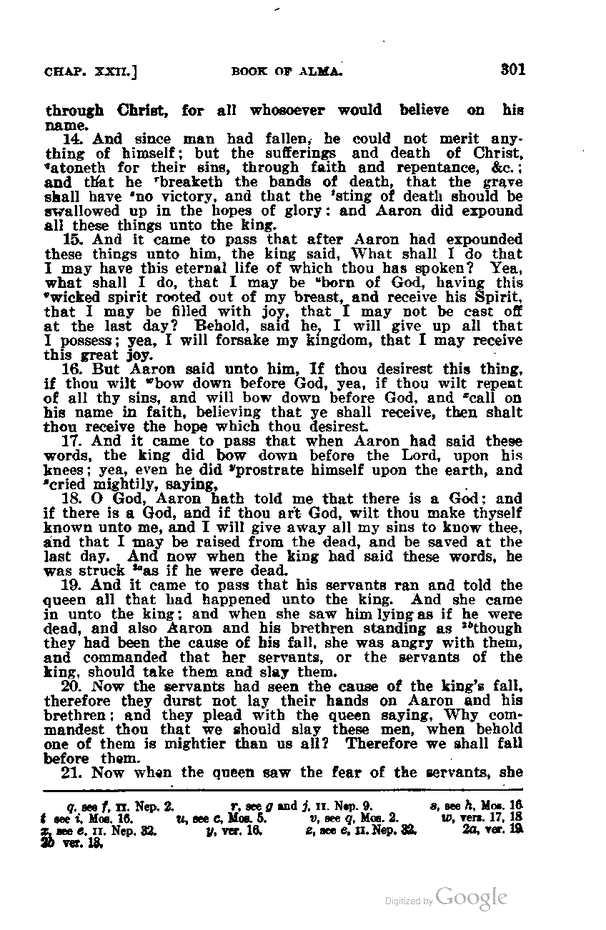 CHAP. XXII.] BOOK OF ALMA. 301
through Christ, for all whosoever would believe on his
name.
14. And since man had fallen, he could not merit any-
thing of himself; but the sufferings and death of Christ,
qatoneth for their sins, through faith and repentance, &c.;
and that he rbreaketh the bands of death, that the grave
shall have sno victory, and that the tsting of death should be
swallowed up in the hopes of glory: and Aaron did expound
all these things unto the king.
15. And it came to pass that after Aaron had expounded
these things unto him, the king said, What shall I do that
I may have this eternal life of which thou has spoken? Yea,
what shall I do, that I may be uborn of God, having this
vwicked spirit rooted out of my breast, and receive his Spirit,
that I may be filled with joy, that I may not be cast off
at the last day? Behold, said he, I will give up all that
I possess; yea, I will forsake my kingdom, that I may receive
this great joy.
16. But Aaron said unto him, If thou desirest this thing,
if thou wilt wbow down before God, yea, if thou wilt repent
of all thy sins, and will bow down before God, and xcall on
his name in faith, believing that ye shall receive, then shalt
thou receive the hope which thou desirest.
17. And it came to pass that when Aaron had said these
words, the king did bow down before the Lord, upon his
knees; yea, even he did yprostrate himself upon the earth, and
zcried mightily, saying,
18. O God, Aaron hath told me that there is a God; and
if there is a God, and if thou art God, wilt thou make thyself
known unto me, and I will give away all my sins to know thee,
and that I may be raised from the dead, and be saved at the
last day. And now when the king had said these words, he
was struck 2aas if he were dead.
19. And it came to pass that his servants ran and told the
queen all that had happened unto the king. And she came
in unto the king; and when she saw him lying as if he were
dead, and also Aaron and his brethren standing as 2bthough
they had been the cause of his fall, she was angry with them,
and commanded that her servants, or the servants of the
king, should take them and slay them.
20. Now the servants had seen the cause of the king's fall,
therefore they durst not lay their hands on Aaron and his
brethren; and they plead with the queen saying, Why com-
mandest thou that we should slay these men, when behold
one of them is mightier than us all? Therefore we shall fall
before them.
21. Now when the queen saw the fear of the servants, she
q, see f, II. Nep. 2. r, see g and j, II. Nep. 9. s, see h, Mos. 16
t see i, Mos. 16. u, see c, Mos. 5. v, see q, Mos. 2. w, vers. 17, 18
x, see e, II. Nep. 32. y, ver. 16. z, see e, II. Nep. 32. 2a, ver. 19.
2b ver. 18.
Digitized by Google